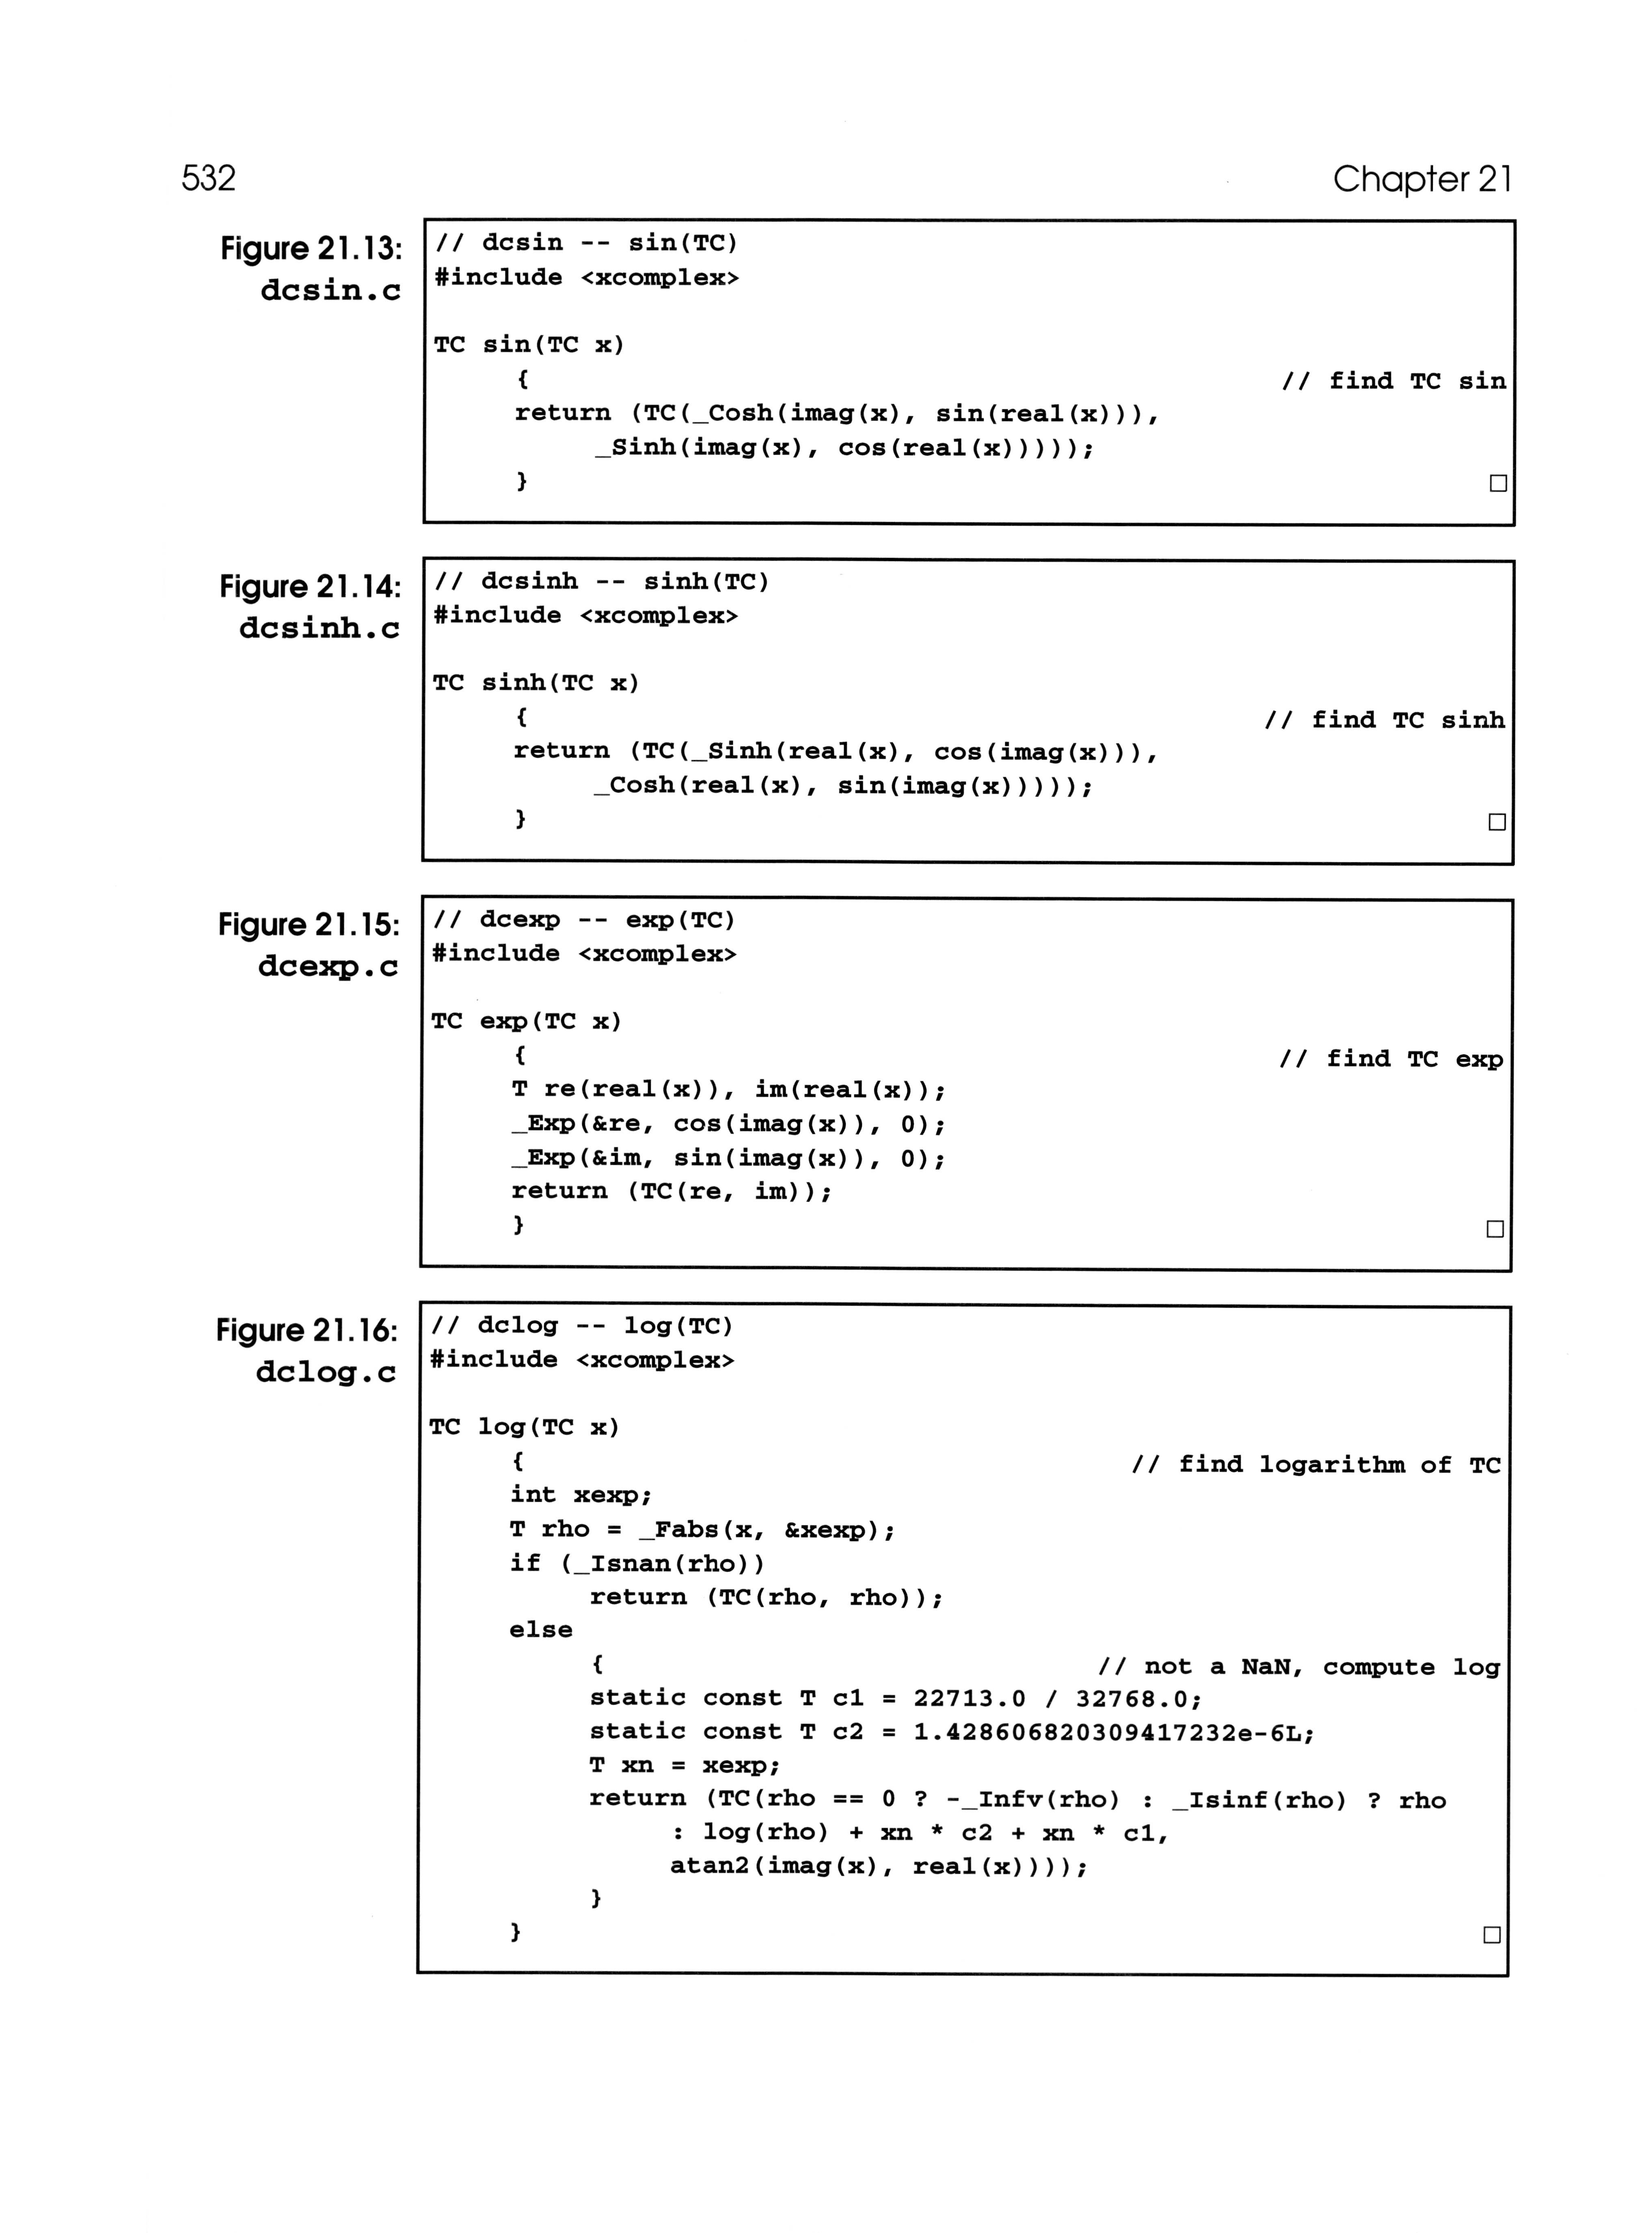 532
Chapter 21
Figure 21.13:
dcsin.c
// dcsin -- sin(TC)
#include <xcomplex>
TC sin(TC x)
{ // find TC sin
return (TC(_Cosh(imag(x), sin(real(x))),
_Sinh(imag(x), cos(real(x)))));
} □
Figure 21.14:
dcsinh.c
// dcsinh -- sinh(TC)
#include <xcomplex>
TC sinh(TC x)
{ // find TC sinh
return (TC(_Sinh(real(x), cos(imag(x))),
_Cosh(real(x), sin(imag(x)))));
} □
Figure 21.15:
dcexp.c
// dcexp -- exp(TC)
#include <xcomplex>
TC exp(TC x)
{ // find TC exp
T re(real(x)), im(real(x));
_Exp(&re, cos(imag(x)), 0);
_Exp(&im, sin(imag(x)), 0);
return (TC(re, im));
} □
Figure 21.16:
dclog.c
// dclog -- log(TC)
#include <xcomplex>
TC log(TC x)
{ // find logarithm of TC
int xexp;
T rho = _Fabs(x, &xexp);
if (_Isnan(rho))
return (TC(rho, rho));
else
{ // not a NaN, compute log
static const T c1 = 22713.0 / 32768.0;
static const T c2 = 1.428606820309417232e-6L;
T xn = xexp;
return (TC(rho == 0 ? -_Infv(rho) : _Isinf(rho) ? rho
: log(rho) + xn * c2 + xn * c1,
atan2(imag(x), real(x))));
}
} □